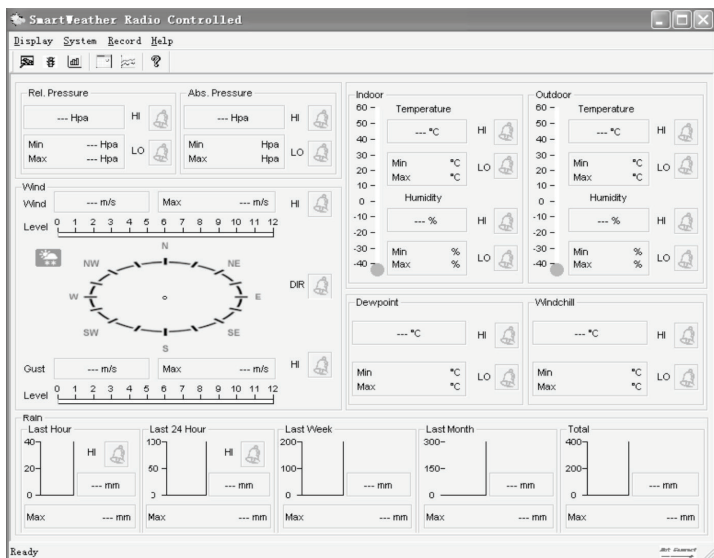 SmartWeather Radio Controlled
Display System Record Help
Rel. Pressure
--- Hpa HI
Min --- Hpa
Max --- Hpa
LO
Abs. Pressure
--- Hpa HI
Min Hpa
Max Hpa
LO
Wind
Wind --- m/s Max --- m/s HI
Level 0 1 2 3 4 5 6 7 8 9 10 11 12
N
NW NE
W E
SW SE
S
DIR
Gust --- m/s Max --- m/s HI
Level 0 1 2 3 4 5 6 7 8 9 10 11 12
Indoor
60
50
40
30
20
10
0
-10
-20
-30
-40
Temperature
--- °C HI
Min °C
Max °C
LO
Humidity
--- % HI
Min %
Max %
LO
Outdoor
60
50
40
30
20
10
0
-10
-20
-30
-40
Temperature
--- °C HI
Min °C
Max °C
LO
Humidity
--- % HI
Min %
Max %
LO
Dewpoint
--- °C HI
Min °C
Max °C
LO
Windchill
--- °C HI
Min °C
Max °C
LO
Rain
Last Hour
40
20
0
HI
--- mm
Max --- mm
Last 24 Hour
100
50
HI
--- mm
Max --- mm
Last Week
200
100
0
--- mm
Max --- mm
Last Month
300
150
0
--- mm
Max --- mm
Total
400
200
0
--- mm
Max --- mm
Ready